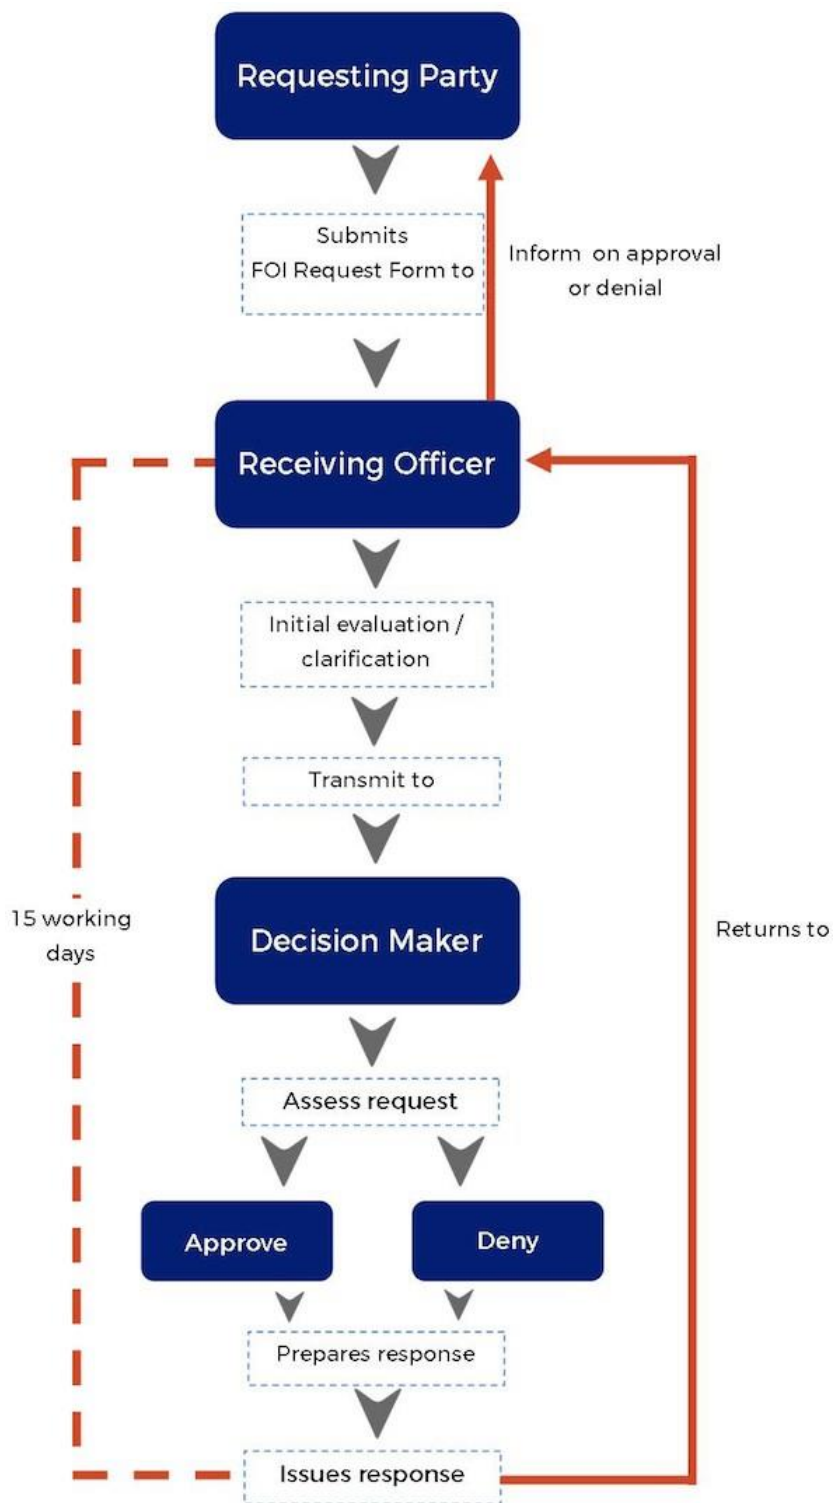 Requesting Party
Submits
FOI Request Form to
Inform on approval
or denial
Receiving Officer
Initial evaluation /
clarification
Transmit to
15 working
days
Decision Maker
Returns to
Assess request
Approve
Deny
Prepares response
Issues response